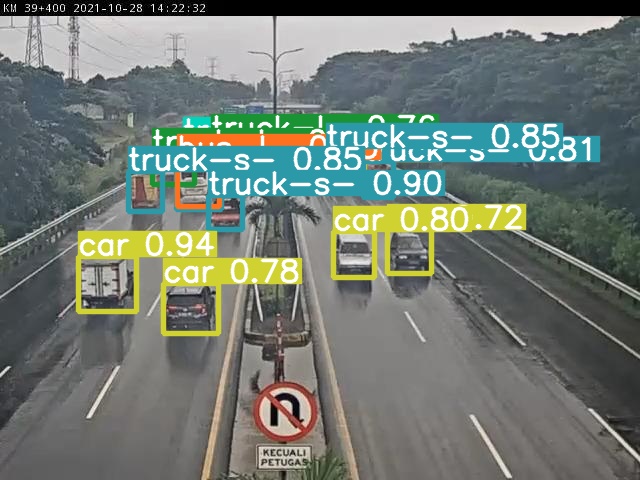 KM 39+400 2021-10-28 14:22:32
truck-s- 0.85
truck-s- 0.85
0.81
truck-s- 0.90
car 0.80
.72
car 0.94
car 0.78
KECUALI
PETUGAS